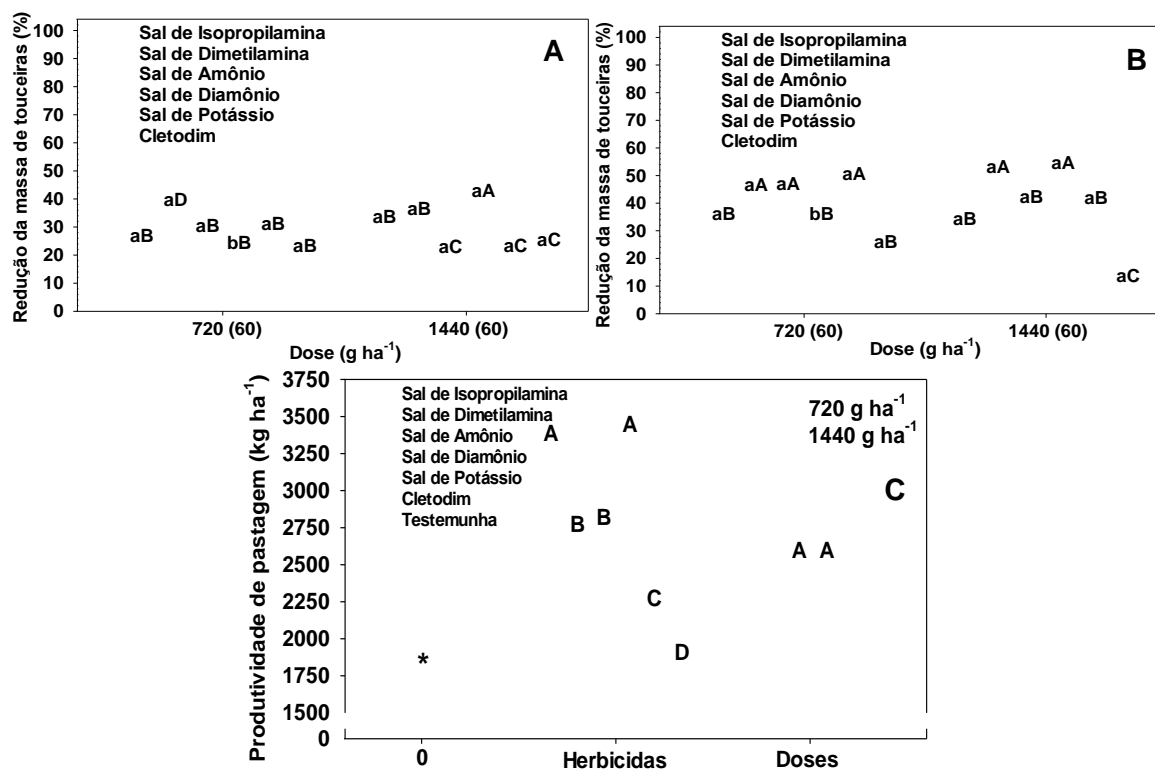 Redução da massa de touceiras (%)
100
90
80
70
60
50
40
30
20
10
0
Sal de Isopropilamina
Sal de Dimetilamina
Sal de Amônio
Sal de Diamônio
Sal de Potássio
Cletodim
A
aB
aD
aB
bB
aB
aB
aB
aB
aC
aA
aC
aC
720 (60)
1440 (60)
Dose (g ha⁻¹)
Redução da massa de touceiras (%)
100
90
80
70
60
50
40
30
20
10
0
Sal de Isopropilamina
Sal de Dimetilamina
Sal de Amônio
Sal de Diamônio
Sal de Potássio
Cletodim
B
aB
aA
aA
bB
aA
aB
aB
aA
aB
aA
aB
aC
720 (60)
1440 (60)
Dose (g ha⁻¹)
Produtividade de pastagem (kg ha⁻¹)
3750
3500
3250
3000
2750
2500
2250
2000
1750
1500
0
Sal de Isopropilamina
Sal de Dimetilamina
Sal de Amônio
Sal de Diamônio
Sal de Potássio
Cletodim
Testemunha
720 g ha⁻¹
1440 g ha⁻¹
C
*
A
B
B
A
C
D
A
A
0
Herbicidas
Doses